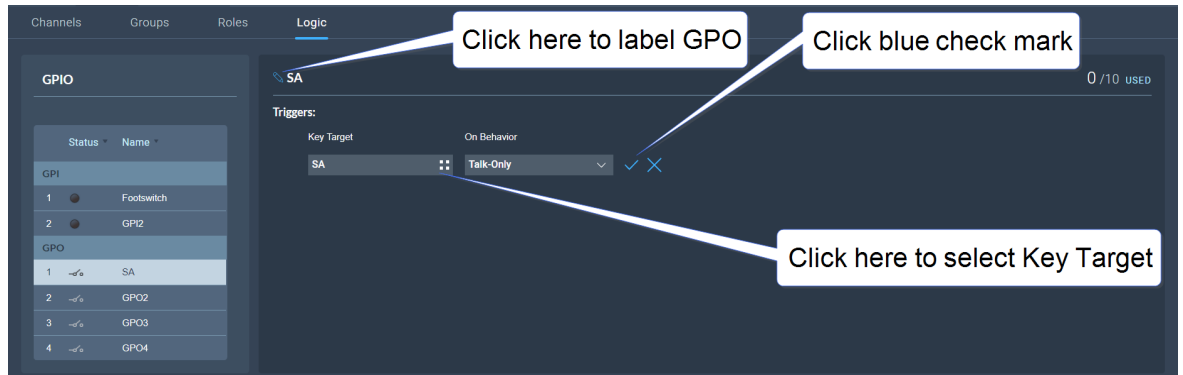 Channels Groups Roles Logic
Click here to label GPO
Click blue check mark
GPIO
SA
0 /10 USED
Triggers:
Key Target On Behavior
SA Talk-Only
Status Name
GPI
1 Footswitch
2 GPI2
GPO
1 SA
2 GPO2
3 GPO3
4 GPO4
Click here to select Key Target